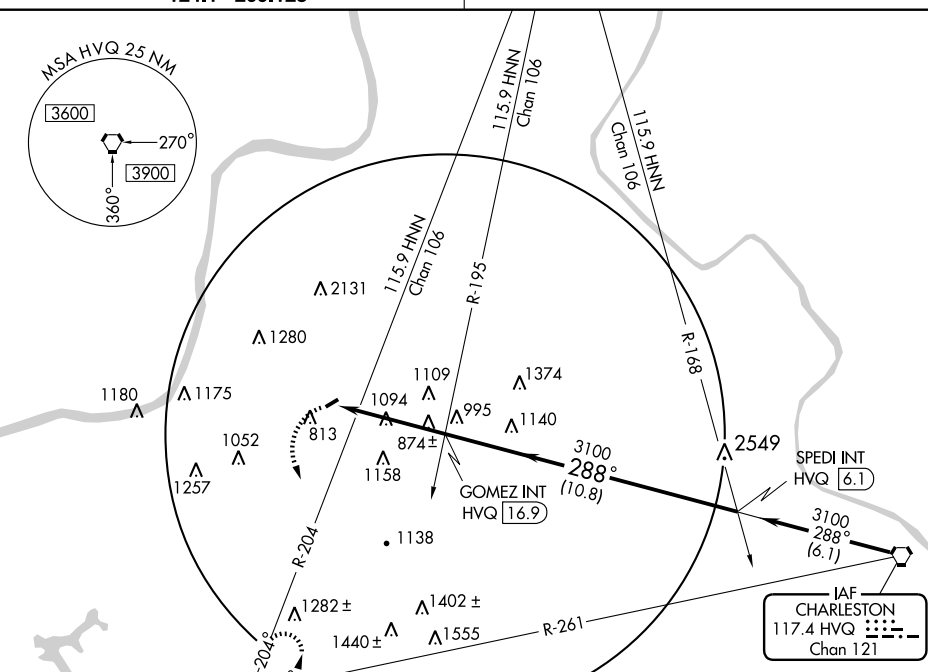 MSA HVQ 25 NM
3600
270°
3900
360°
115.9 HNN
Chan 106
115.9 HNN
Chan 106
115.9 HNN
Chan 106
R-195
R-168
R-204
2131
1280
1180
1175
1109
1374
1094
995
1140
813
874±
1052
1158
1257
2549
3100
288°
(10.8)
SPEDI INT
HVQ 6.1
GOMEZ INT
HVQ 16.9
3100
288°
(6.1)
1138
1282±
1402±
1440±
1555
R-261
IAF
CHARLESTON
117.4 HVQ
Chan 121